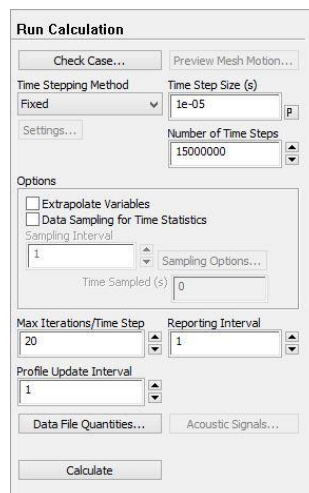 Run Calculation
Check Case... Preview Mesh Motion...
Time Stepping Method Time Step Size (s)
Fixed 1e-05 P
Settings... Number of Time Steps
15000000
Options
Extrapolate Variables
Data Sampling for Time Statistics
Sampling Interval
1 Sampling Options...
Time Sampled (s) 0
Max Iterations/Time Step Reporting Interval
20 1
Profile Update Interval
1
Data File Quantities... Acoustic Signals...
Calculate